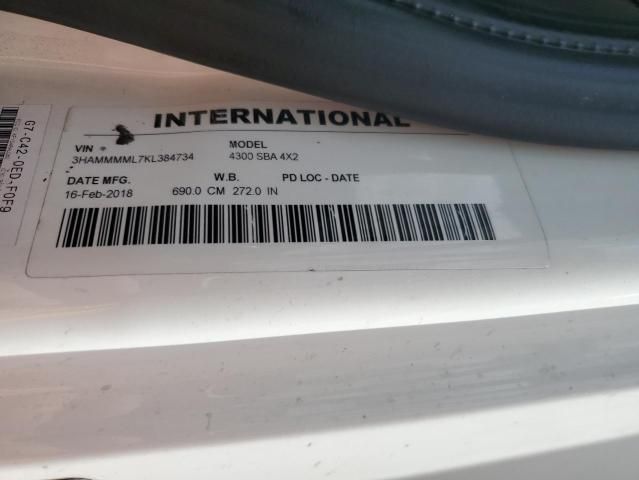 INTERNATIONAL
VIN MODEL
3HAMMMML7KL384734 4300 SBA 4X2
DATE MFG. W.B. PD LOC - DATE
16-Feb-2018 690.0 CM 272.0 IN
G7-C42-0ED-F0F9